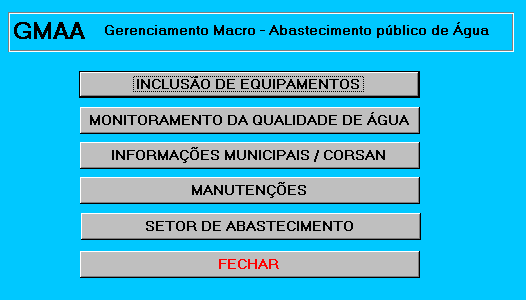 GMAA Gerenciamento Macro - Abastecimento público de Água
INCLUSÃO DE EQUIPAMENTOS
MONITORAMENTO DA QUALIDADE DE ÁGUA
INFORMAÇÕES MUNICIPAIS / CORSAN
MANUTENÇÕES
SETOR DE ABASTECIMENTO
FECHAR